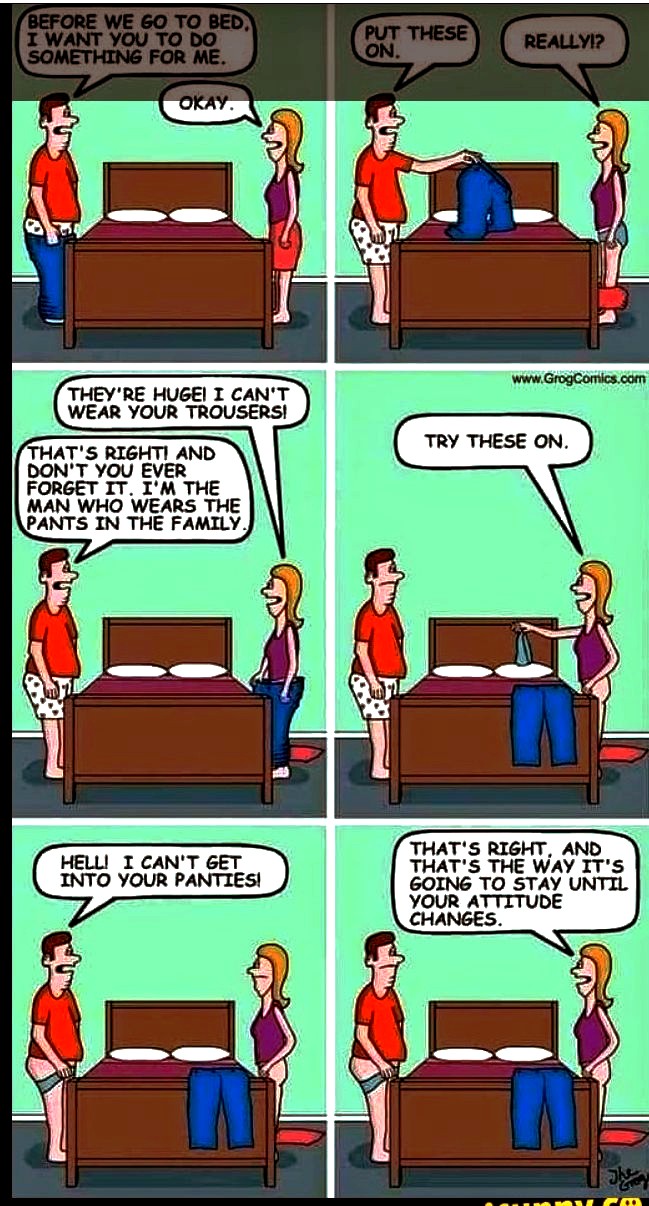 BEFORE WE GO TO BED,
I WANT YOU TO DO
SOMETHING FOR ME.
OKAY.
PUT THESE
ON.
REALLY!?
THEY'RE HUGE! I CAN'T
WEAR YOUR TROUSERS!
THAT'S RIGHT! AND
DON'T YOU EVER
FORGET IT. I'M THE
MAN WHO WEARS THE
PANTS IN THE FAMILY.
www.GrogComics.com
TRY THESE ON.
HELL! I CAN'T GET
INTO YOUR PANTIES!
THAT'S RIGHT, AND
THAT'S THE WAY IT'S
GOING TO STAY UNTIL
YOUR ATTITUDE
CHANGES.
The
Grog